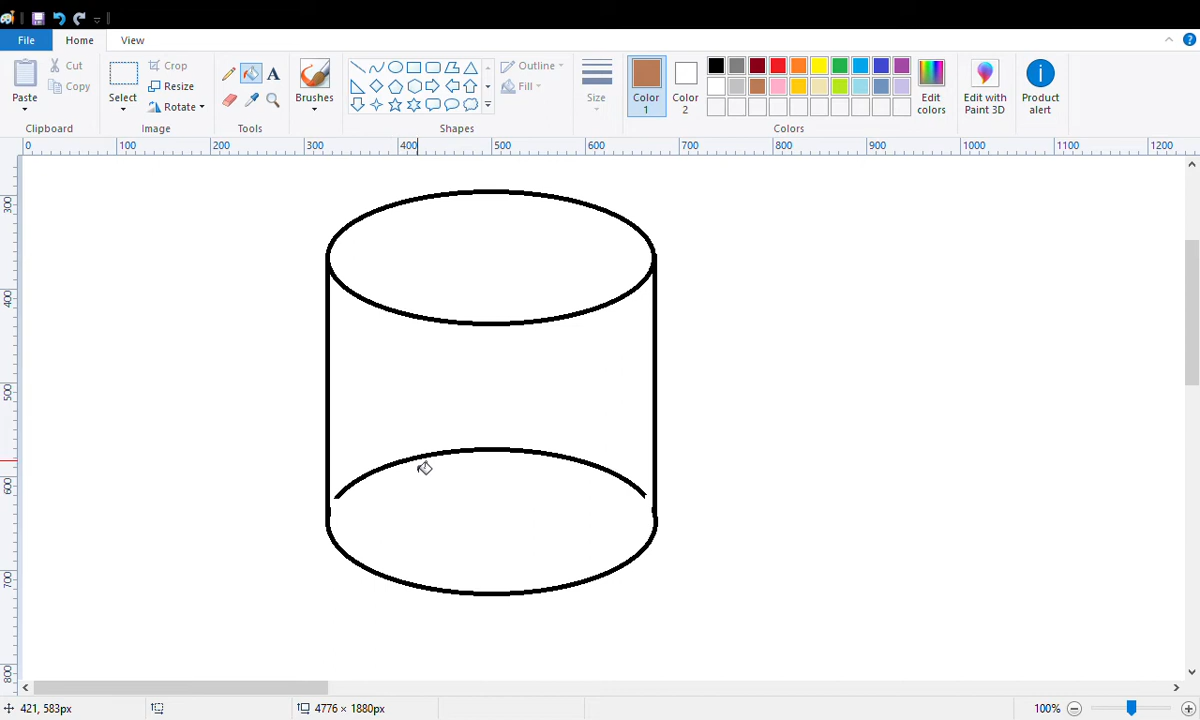 File Home View
Paste Cut Copy Select Crop Resize Rotate A Brushes Outline Fill Size Color 1 Color 2 Edit colors Edit with Paint 3D Product alert
Clipboard Image Tools Shapes Colors
0 100 200 300 400 500 600 700 800 900 1000 1100 1200
300
400
500
600
700
800
421, 583px 4776 × 1880px 100%